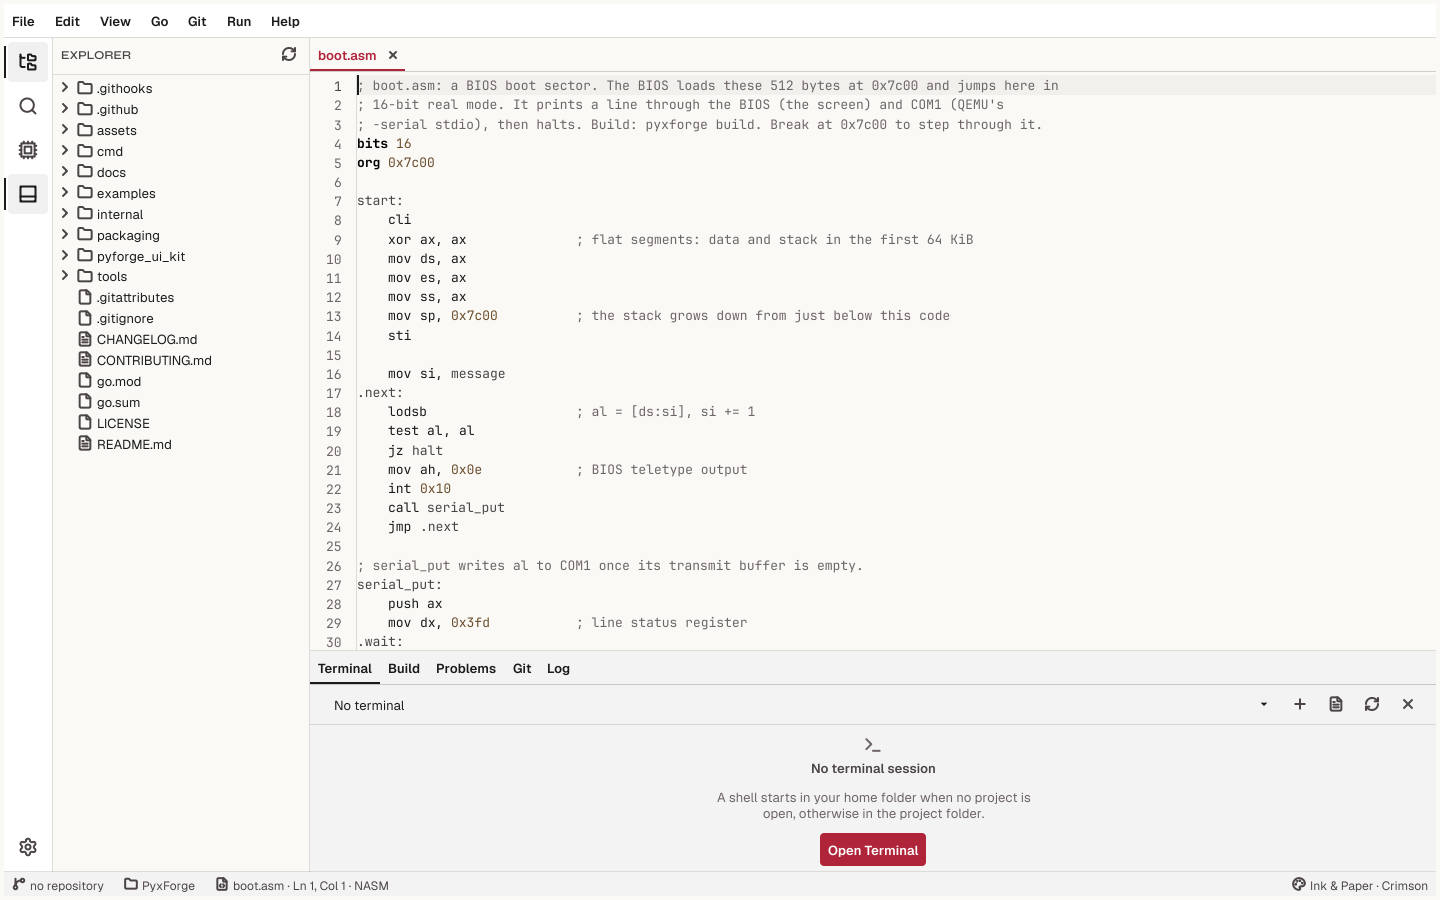 File Edit View Go Git Run Help
EXPLORER
.githooks
.github
assets
cmd
docs
examples
internal
packaging
pyforge_ui_kit
tools
.gitattributes
.gitignore
CHANGELOG.md
CONTRIBUTING.md
go.mod
go.sum
LICENSE
README.md
boot.asm
1 ; boot.asm: a BIOS boot sector. The BIOS loads these 512 bytes at 0x7c00 and jumps here in
2 ; 16-bit real mode. It prints a line through the BIOS (the screen) and COM1 (QEMU's
3 ; -serial stdio), then halts. Build: pyxforge build. Break at 0x7c00 to step through it.
4 bits 16
5 org 0x7c00
6
7 start:
8     cli
9     xor ax, ax              ; flat segments: data and stack in the first 64 KiB
10     mov ds, ax
11     mov es, ax
12     mov ss, ax
13     mov sp, 0x7c00          ; the stack grows down from just below this code
14     sti
15
16     mov si, message
17 .next:
18     lodsb                   ; al = [ds:si], si += 1
19     test al, al
20     jz halt
21     mov ah, 0x0e            ; BIOS teletype output
22     int 0x10
23     call serial_put
24     jmp .next
25
26 ; serial_put writes al to COM1 once its transmit buffer is empty.
27 serial_put:
28     push ax
29     mov dx, 0x3fd           ; line status register
30 .wait:
Terminal Build Problems Git Log
No terminal
No terminal session
A shell starts in your home folder when no project is
open, otherwise in the project folder.
Open Terminal
no repository PyxForge boot.asm · Ln 1, Col 1 · NASM Ink & Paper · Crimson